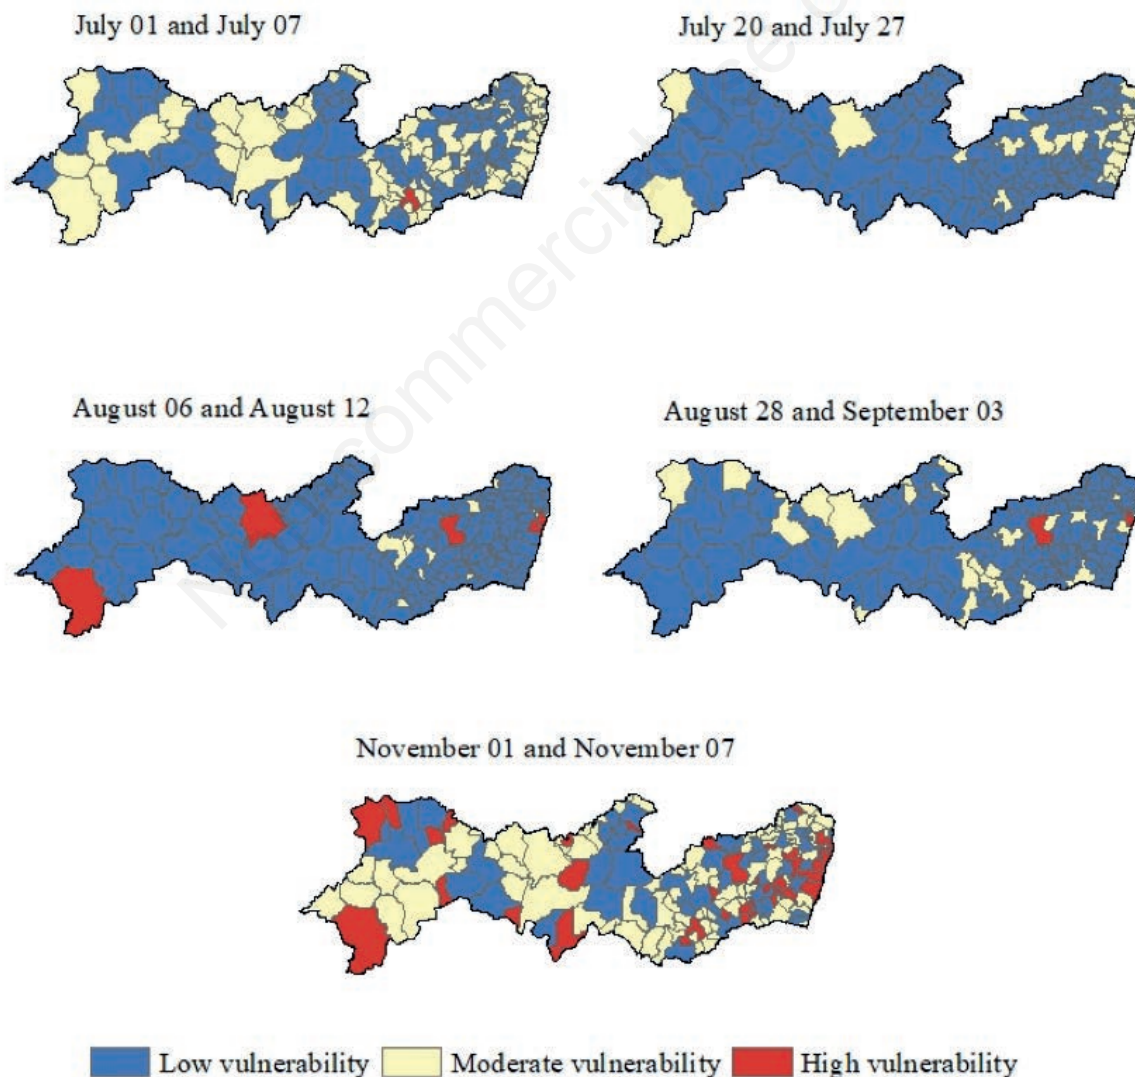 July 01 and July 07
July 20 and July 27
August 06 and August 12
August 28 and September 03
November 01 and November 07
Low vulnerability
Moderate vulnerability
High vulnerability
commercial